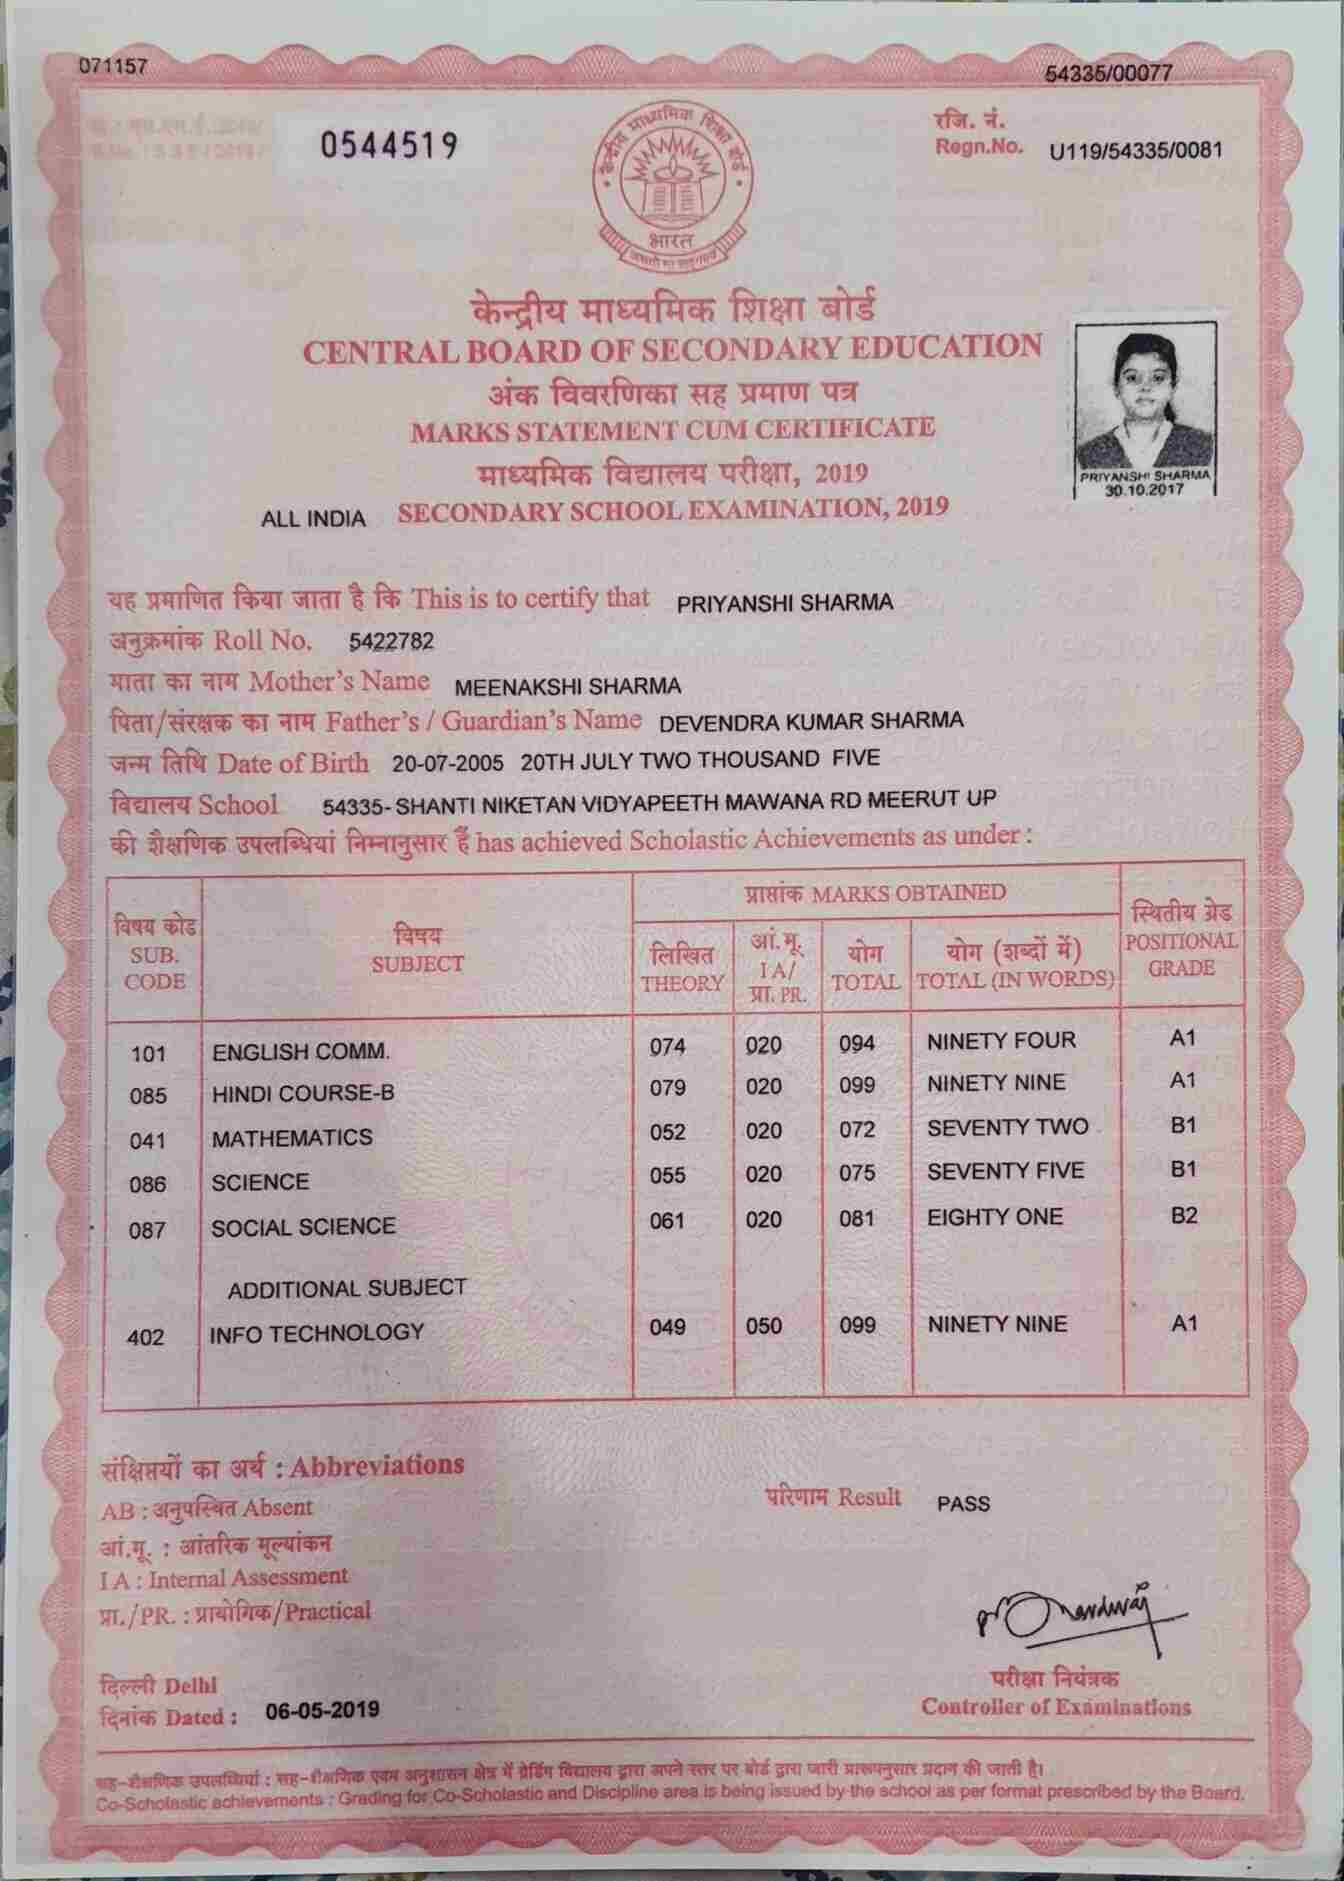 071157
54335/00077
0544519
रजि. नं.
Regn.No. U119/54335/0081
केन्द्रीय माध्यमिक शिक्षा बोर्ड
भारत
असतो मा सद्गमय
केन्द्रीय माध्यमिक शिक्षा बोर्ड
CENTRAL BOARD OF SECONDARY EDUCATION
अंक विवरणिका सह प्रमाण पत्र
MARKS STATEMENT CUM CERTIFICATE
माध्यमिक विद्यालय परीक्षा, 2019
ALL INDIA SECONDARY SCHOOL EXAMINATION, 2019
PRIYANSHI SHARMA
30.10.2017
यह प्रमाणित किया जाता है कि This is to certify that PRIYANSHI SHARMA
अनुक्रमांक Roll No. 5422782
माता का नाम Mother's Name MEENAKSHI SHARMA
पिता/संरक्षक का नाम Father's / Guardian's Name DEVENDRA KUMAR SHARMA
जन्म तिथि Date of Birth 20-07-2005 20TH JULY TWO THOUSAND FIVE
विद्यालय School 54335- SHANTI NIKETAN VIDYAPEETH MAWANA RD MEERUT UP
की शैक्षणिक उपलब्धियां निम्नानुसार हैं has achieved Scholastic Achievements as under :
विषय कोड
SUB.
CODE
विषय
SUBJECT
प्राप्तांक MARKS OBTAINED
लिखित
THEORY
आं.मू.
I A/
प्रा. PR.
योग
TOTAL
योग (शब्दों में)
TOTAL (IN WORDS)
स्थितीय ग्रेड
POSITIONAL
GRADE
101 ENGLISH COMM. 074 020 094 NINETY FOUR A1
085 HINDI COURSE-B 079 020 099 NINETY NINE A1
041 MATHEMATICS 052 020 072 SEVENTY TWO B1
086 SCIENCE 055 020 075 SEVENTY FIVE B1
087 SOCIAL SCIENCE 061 020 081 EIGHTY ONE B2
ADDITIONAL SUBJECT
402 INFO TECHNOLOGY 049 050 099 NINETY NINE A1
संक्षिप्तयों का अर्थ : Abbreviations
AB : अनुपस्थित Absent
आं.मू. : आंतरिक मूल्यांकन
I A : Internal Assessment
प्रा./PR. : प्रायोगिक/Practical
परिणाम Result PASS
दिल्ली Delhi
दिनांक Dated : 06-05-2019
परीक्षा नियंत्रक
Controller of Examinations
सह-शैक्षणिक उपलब्धियां : सह-शैक्षणिक एवम अनुशासन क्षेत्र में ग्रेडिंग विद्यालय द्वारा अपने स्तर पर बोर्ड द्वारा जारी प्रारूपनुसार प्रदान की जाती है।
Co-Scholastic achievements : Grading for Co-Scholastic and Discipline area is being issued by the school as per format prescribed by the Board.